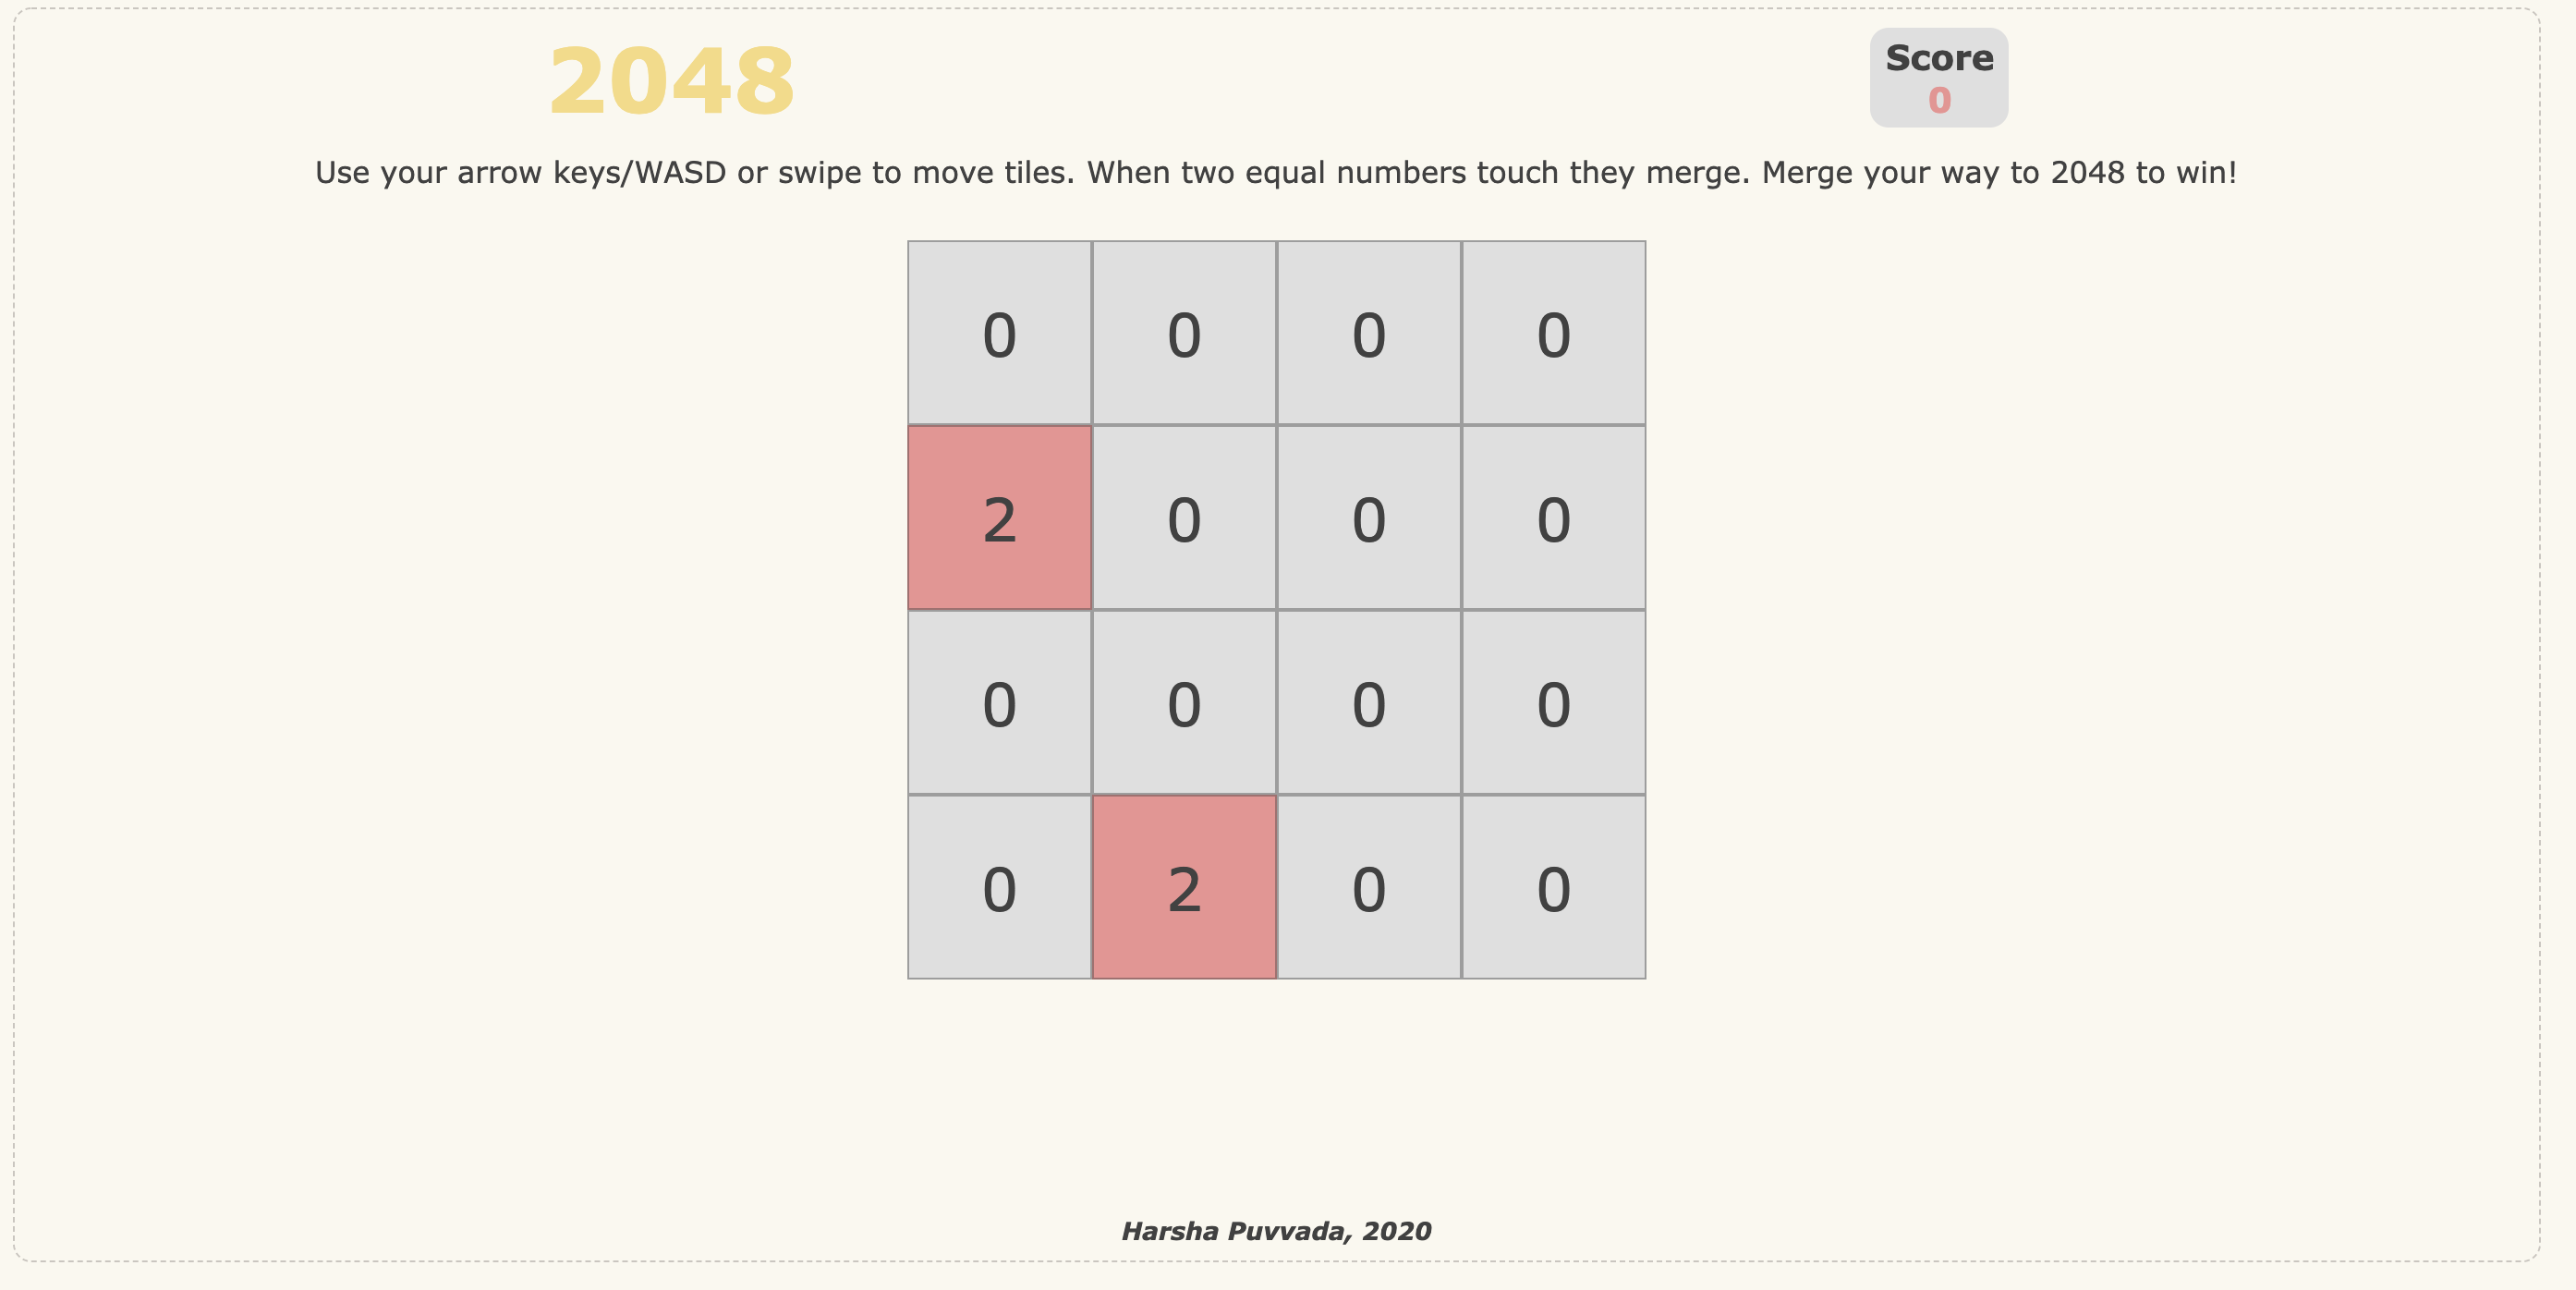 2048
Score
0
Use your arrow keys/WASD or swipe to move tiles. When two equal numbers touch they merge. Merge your way to 2048 to win!
0 0 0 0
2 0 0 0
0 0 0 0
0 2 0 0
Harsha Puvvada, 2020